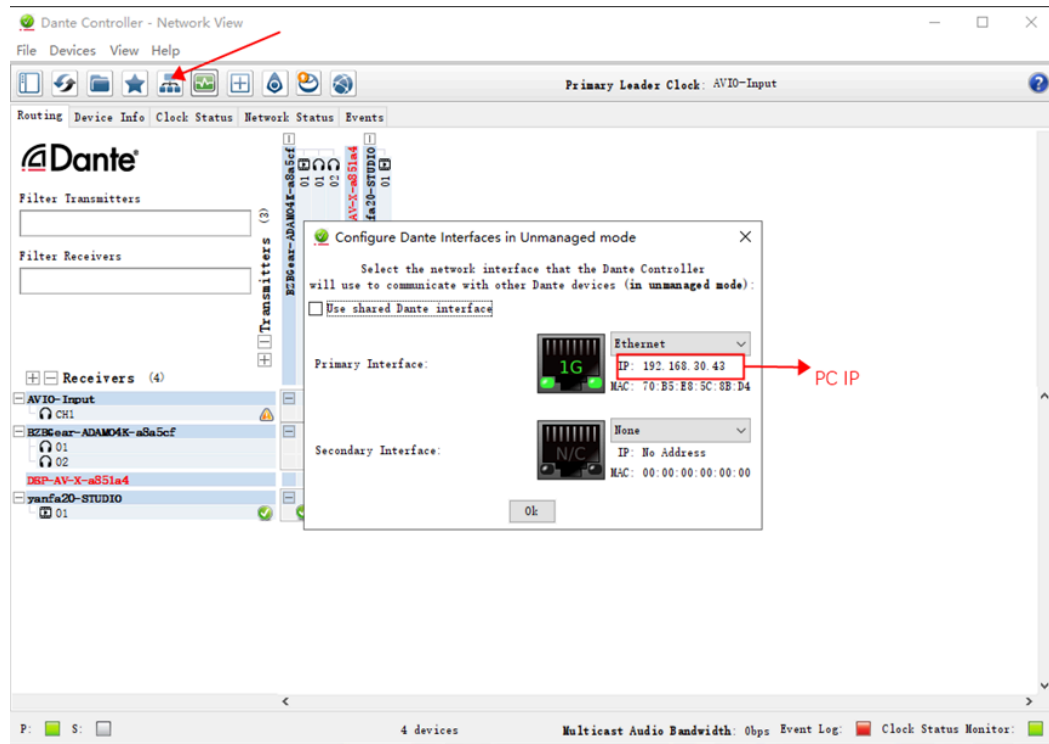 Dante Controller - Network View
File Devices View Help
Primary Leader Clock: AVIO-Input
Routing Device Info Clock Status Network Status Events
Dante
Filter Transmitters
Filter Receivers
Transmitters (3)
BZBGear-ADAMO4K-a8a5cf
01
01
02
AV-X-a851a4
fa20-STUDIO
01
Receivers (4)
AVIO-Input
CH1
BZBGear-ADAMO4K-a8a5cf
01
02
DSP-AV-X-a851a4
yanfa20-STUDIO
01
Configure Dante Interfaces in Unmanaged mode
Select the network interface that the Dante Controller
will use to communicate with other Dante devices (in unmanaged mode):
Use shared Dante interface
Primary Interface:
1G
Ethernet
IP: 192.168.30.43
MAC: 70:B5:E8:5C:8B:D4
PC IP
Secondary Interface:
N/C
None
IP: No Address
MAC: 00:00:00:00:00:00
Ok
P: S: 4 devices Multicast Audio Bandwidth: 0bps Event Log: Clock Status Monitor: